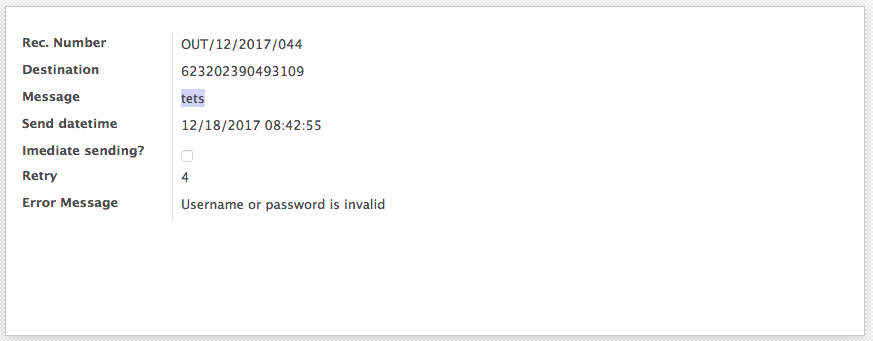 Rec. Number OUT/12/2017/044
Destination 623202390493109
Message tets
Send datetime 12/18/2017 08:42:55
Imediate sending?
Retry 4
Error Message Username or password is invalid